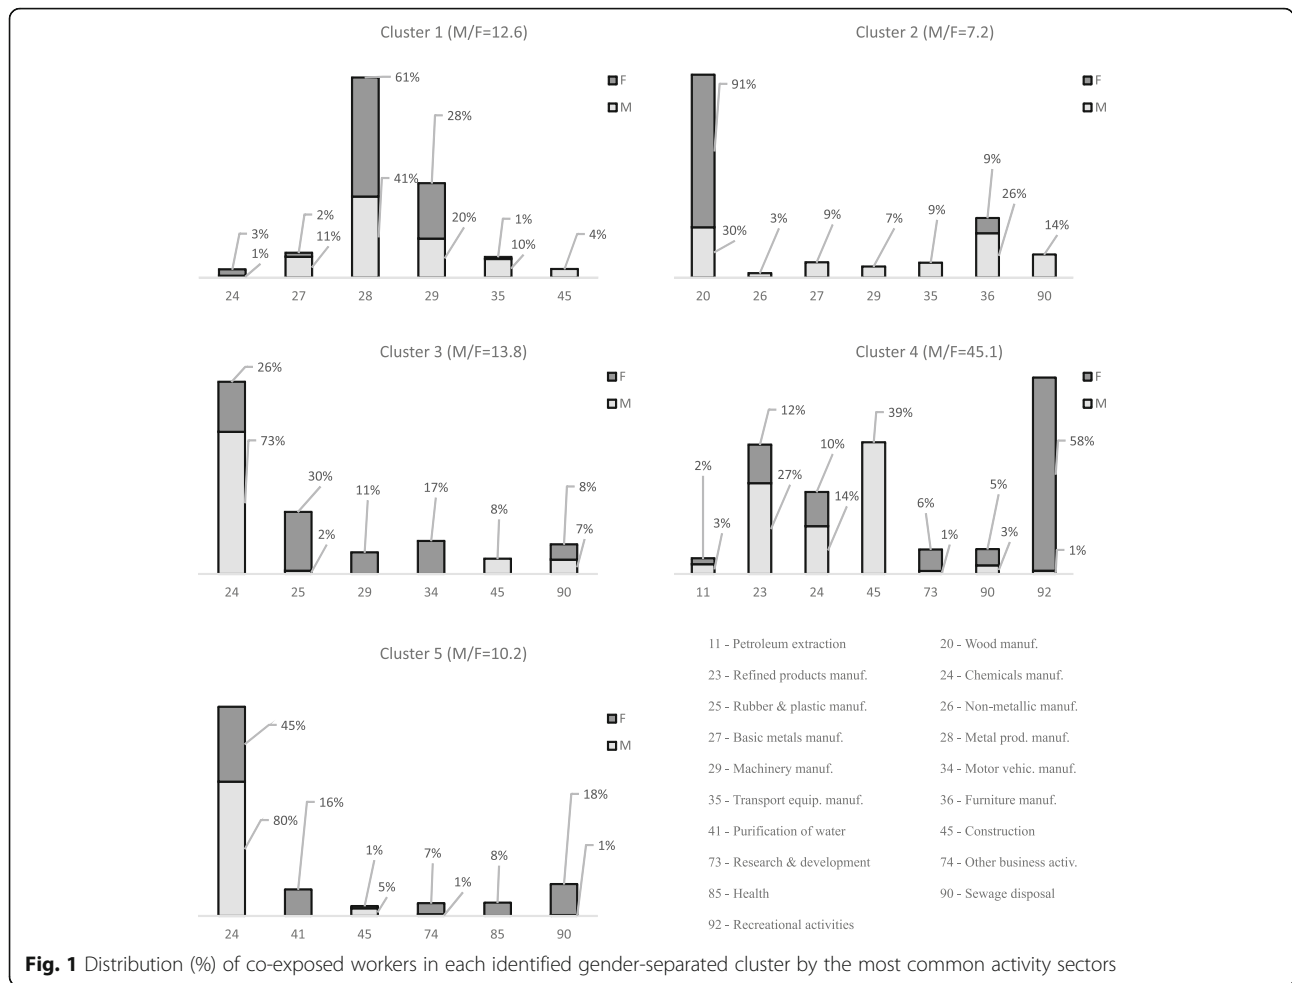 Cluster 1 (M/F=12.6)
F
M
61%
28%
41%
3%
2%
20%
1%
1%
11%
10%
4%
24 27 28 29 35 45
Cluster 2 (M/F=7.2)
F
M
91%
9%
26%
30%
3%
9%
7%
9%
14%
20 26 27 29 35 36 90
Cluster 3 (M/F=13.8)
F
M
26%
73%
30%
11%
17%
8%
8%
2%
7%
24 25 29 34 45 90
Cluster 4 (M/F=45.1)
F
M
12%
39%
10%
58%
2%
27%
5%
14%
6%
3%
1%
3%
1%
11 23 24 45 73 90 92
Cluster 5 (M/F=10.2)
F
M
45%
16%
18%
80%
1%
7%
8%
1%
5%
1%
24 41 45 74 85 90
11 - Petroleum extraction
20 - Wood manuf.
23 - Refined products manuf.
24 - Chemicals manuf.
25 - Rubber & plastic manuf.
26 - Non-metallic manuf.
27 - Basic metals manuf.
28 - Metal prod. manuf.
29 - Machinery manuf.
34 - Motor vehic. manuf.
35 - Transport equip. manuf.
36 - Furniture manuf.
41 - Purification of water
45 - Construction
73 - Research & development
74 - Other business activ.
85 - Health
90 - Sewage disposal
92 - Recreational activities
Fig. 1 Distribution (%) of co-exposed workers in each identified gender-separated cluster by the most common activity sectors